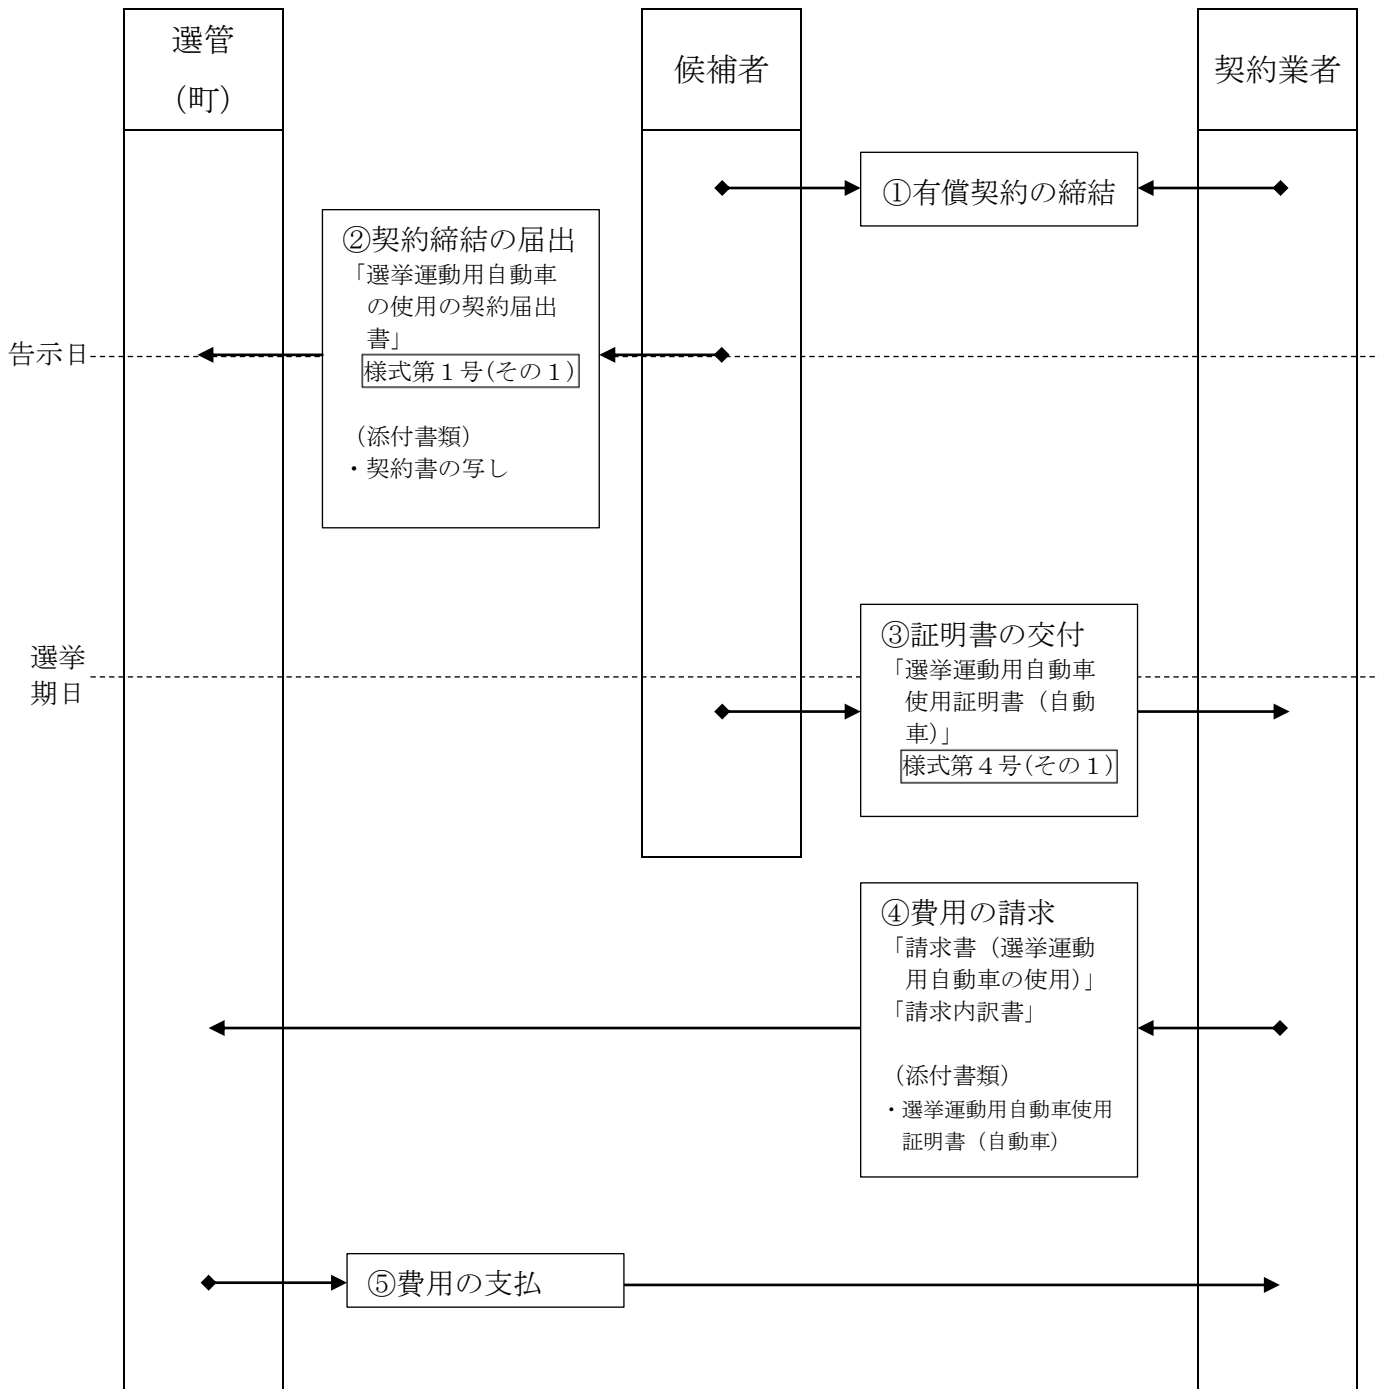 選管
(町)
候補者
契約業者
①有償契約の締結
②契約締結の届出
「選挙運動用自動車
の使用の契約届出
書」
様式第１号(その１)
(添付書類)
・契約書の写し
告示日
③証明書の交付
「選挙運動用自動車
使用証明書（自動
車)」
様式第４号(その１)
選挙
期日
④費用の請求
「請求書（選挙運動
用自動車の使用)」
「請求内訳書」
(添付書類)
・選挙運動用自動車使用
証明書（自動車）
⑤費用の支払